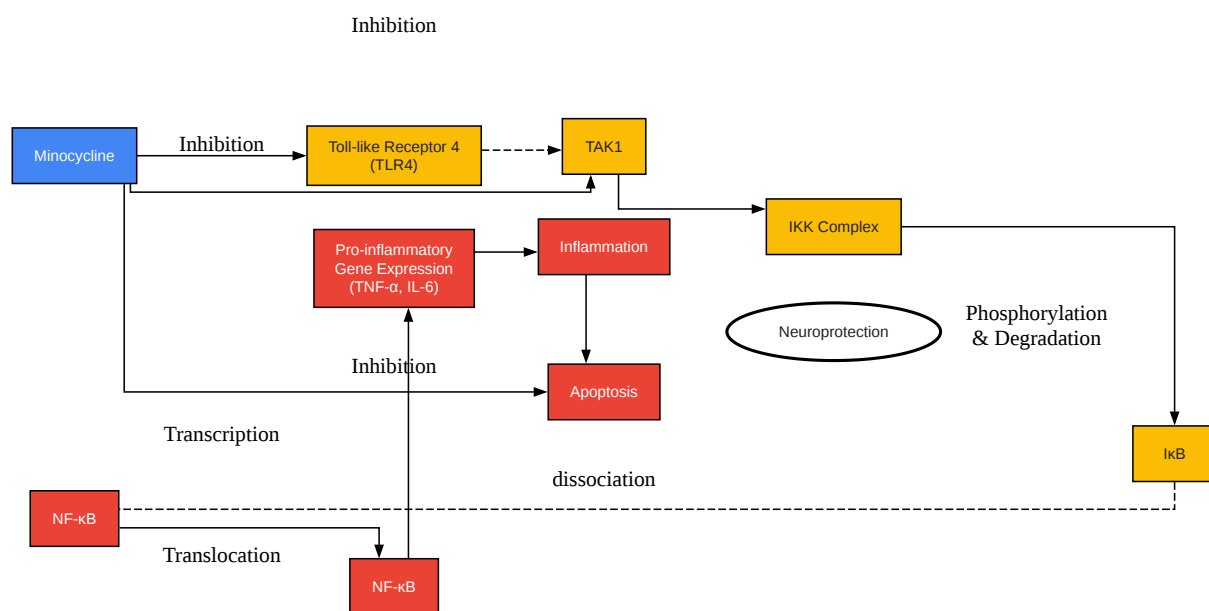 Inhibition
Minocycline
Inhibition
Toll-like Receptor 4
(TLR4)
TAK1
IKK Complex
Pro-inflammatory
Gene Expression
(TNF-α, IL-6)
Inflammation
Neuroprotection
Phosphorylation
& Degradation
Inhibition
Apoptosis
Transcription
IκB
dissociation
NF-κB
Translocation
NF-κB